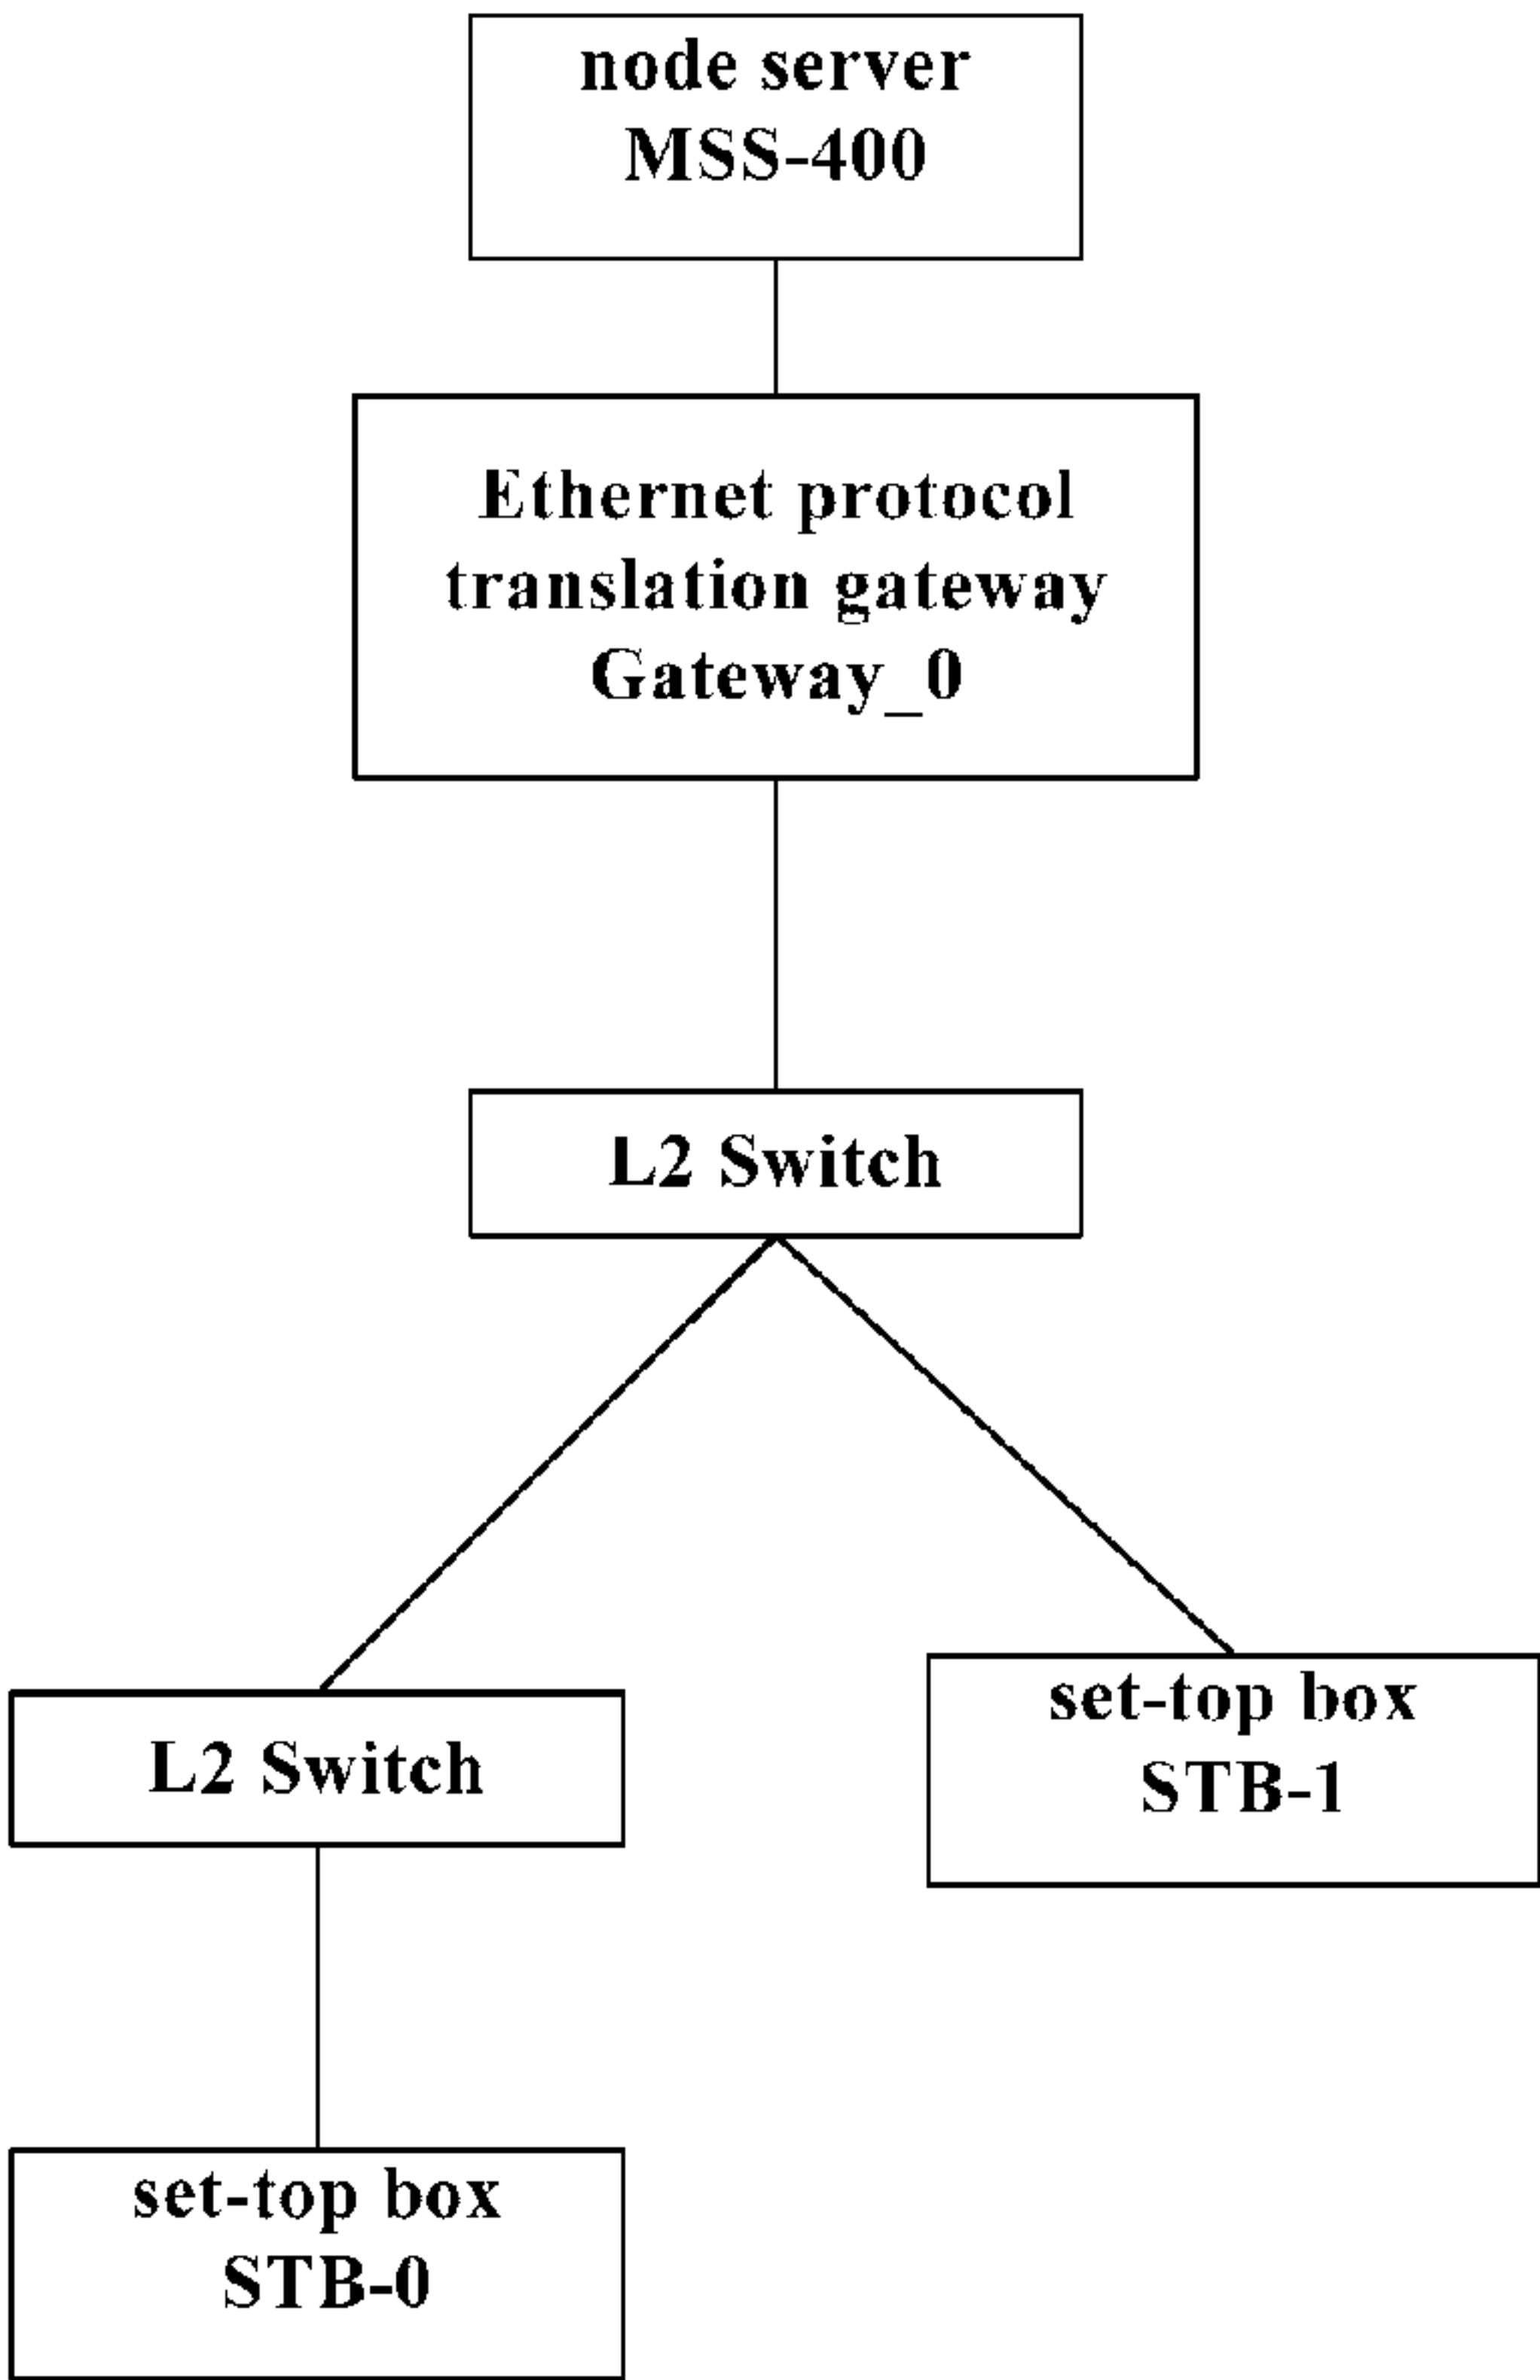 node server
MSS-400
Ethernet protocol
translation gateway
Gateway_0
L2 Switch
L2 Switch
set-top box
STB-1
set-top box
STB-0